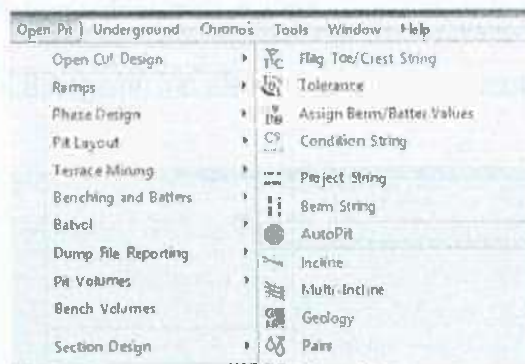 Open Pit Underground Chronos Tools Window Help
Open Cut Design
Ramps
Phase Design
Pit Layout
Terrace Mining
Benching and Batters
Batvol
Dump File Reporting
Pit Volumes
Bench Volumes
Section Design
Flag Toe/Crest String
Tolerance
Assign Berm/Batter Values
Condition String
Project String
Berm String
AutoPit
Incline
Multi-Incline
Geology
Pairs